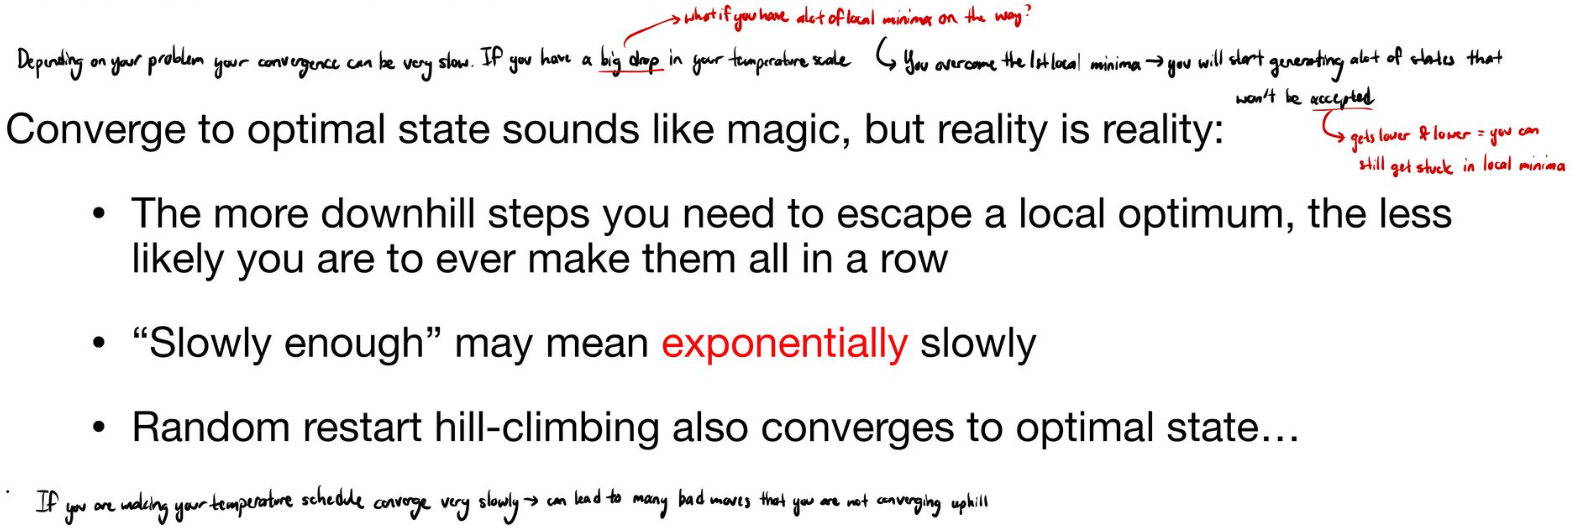 what if you have alot of local minima on the way?
Depending on your problem your convergence can be very slow. If you have a big drop in your temperature scale
You overcome the 1st local minima → you will start generating alot of states that
won't be accepted
gets lower & lower = you can
still get stuck in local minima
Converge to optimal state sounds like magic, but reality is reality:
• The more downhill steps you need to escape a local optimum, the less
likely you are to ever make them all in a row
• “Slowly enough” may mean exponentially slowly
• Random restart hill-climbing also converges to optimal state…
If you are making your temperature schedule converge very slowly → can lead to many bad moves that you are not converging uphill